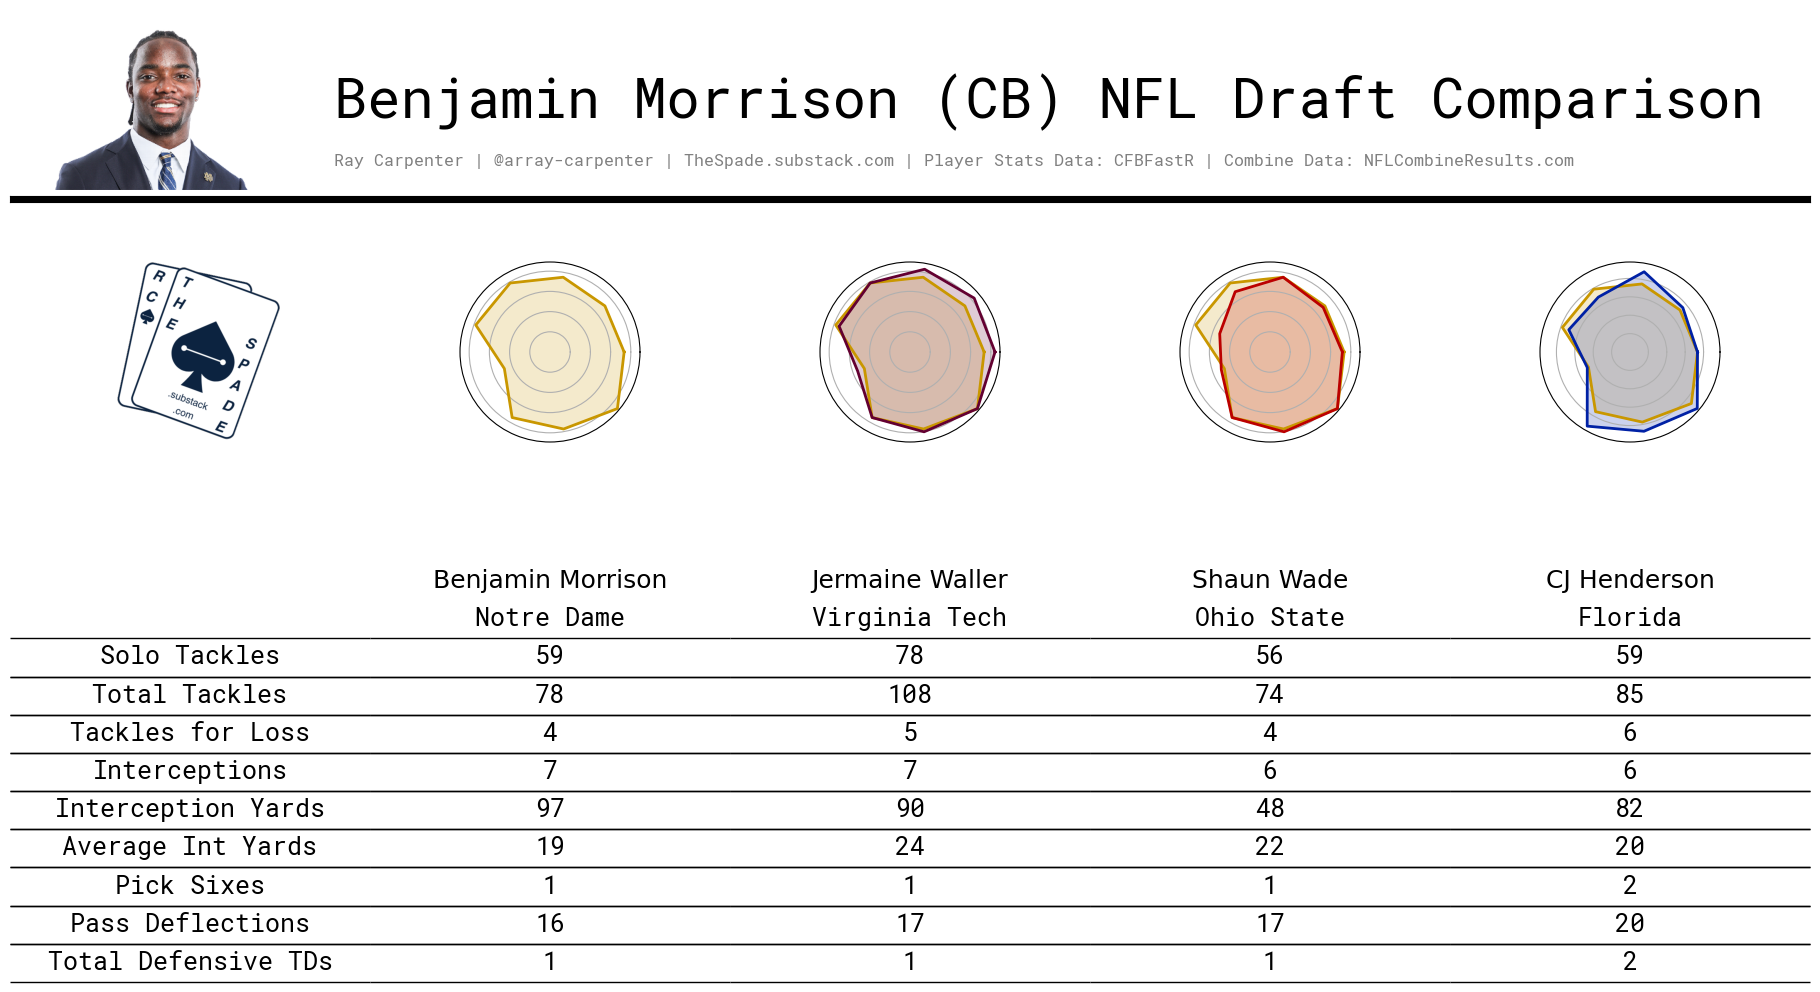 Benjamin Morrison (CB) NFL Draft Comparison
Ray Carpenter | @array-carpenter | TheSpade.substack.com | Player Stats Data: CFBFastR | Combine Data: NFLCombineResults.com
RC
THE
SPADE
.substack
.com
Benjamin Morrison Jermaine Waller Shaun Wade CJ Henderson
Notre Dame Virginia Tech Ohio State Florida
Solo Tackles 59 78 56 59
Total Tackles 78 108 74 85
Tackles for Loss 4 5 4 6
Interceptions 7 7 6 6
Interception Yards 97 90 48 82
Average Int Yards 19 24 22 20
Pick Sixes 1 1 1 2
Pass Deflections 16 17 17 20
Total Defensive TDs 1 1 1 2